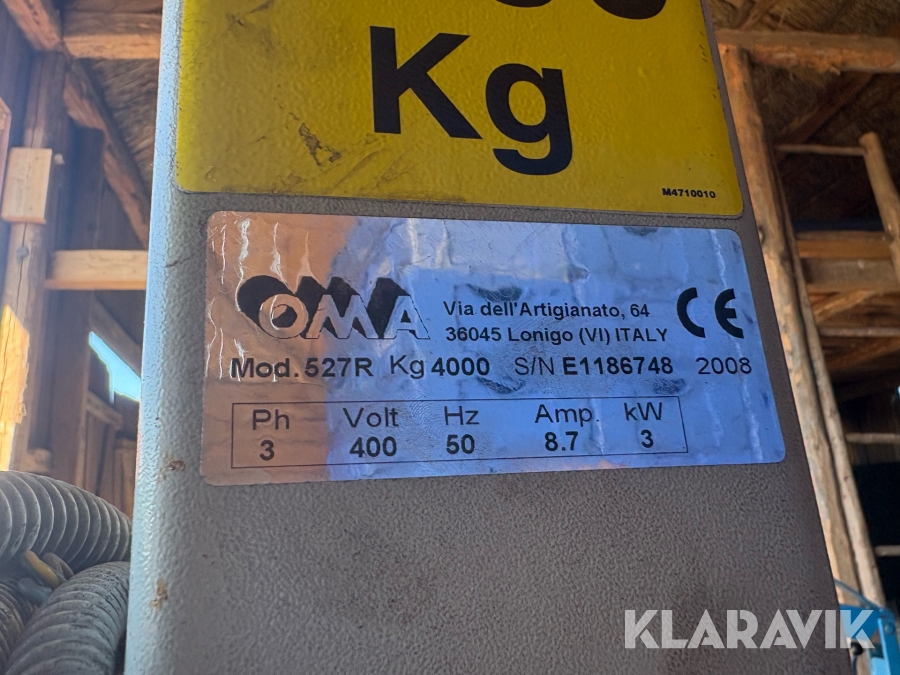 Kg
M4710010
OMA
Via dell'Artigianato, 64
36045 Lonigo (VI) ITALY
CE
Mod. 527R Kg 4000 S/N E1186748 2008
Ph Volt Hz Amp. kW
3 400 50 8.7 3
KLARAVIK